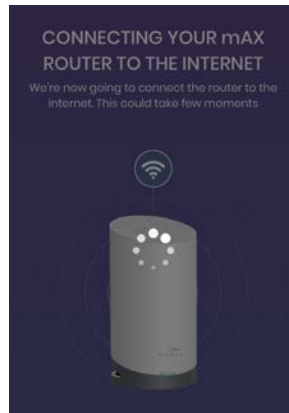 CONNECTING YOUR mAX
ROUTER TO THE INTERNET
We're now going to connect the router to the
internet. This could take few moments